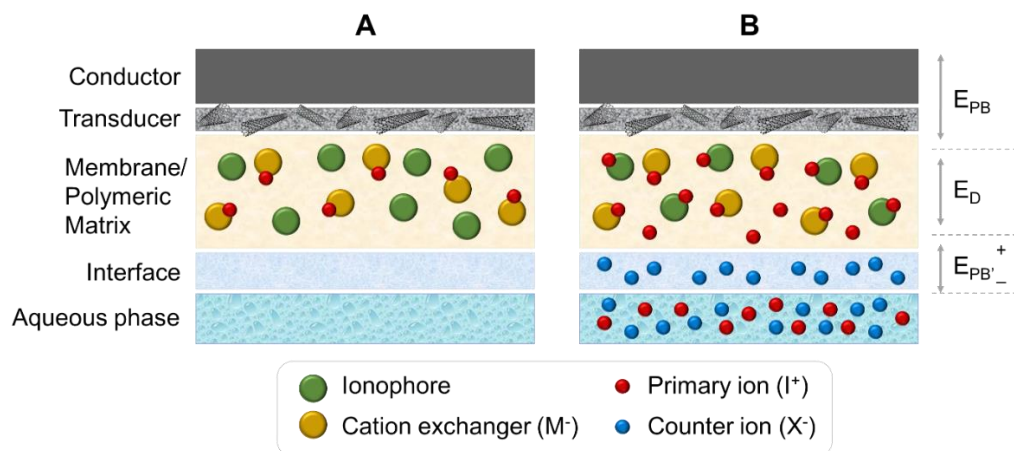 A
B
Conductor
Transducer
Membrane/
Polymeric
Matrix
Interface
Aqueous phase
E_PB
E_D
E_PB'_–^+
Ionophore
Cation exchanger (M⁻)
Primary ion (I⁺)
Counter ion (X⁻)